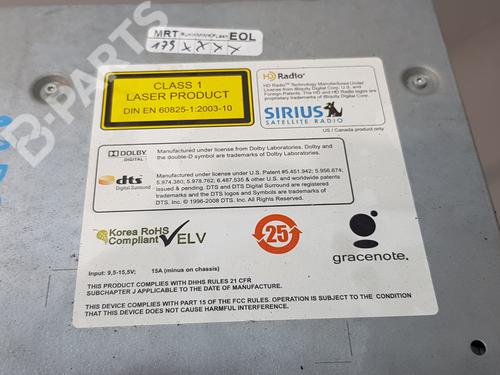 MRT EOL
179 X X X X
B-PARTS
CLASS 1
LASER PRODUCT
DIN EN 60825-1:2003-10
HD Radio™
HD Radio™ Technology Manufactured Under
License from iBiquity Digital Corp. U.S. and
Foreign Patents. The HD and HD Radio logos are
proprietary trademarks of iBiquity Digital Corp.
SIRIUS
SATELLITE RADIO
US / Canada product only
DOLBY
DIGITAL
Manufactured under license from Dolby Laboratories. Dolby and
the double-D symbol are trademarks of Dolby Laboratories.
dts
Digital Surround
Manufactured under license under U.S. Patent #5.451.942; 5.956.674;
5.974.380; 5.978.762; 6.487.535 & other U.S. and worldwide patents
issued & pending. DTS and DTS Digital Surround are registered
trademarks and the DTS logos and Symbols are trademarks of
DTS, Inc. © 1996-2008 DTS, Inc.
Korea RoHS
Compliant ELV
25
gracenote.
Input: 9,5-15,5V; 15A (minus on chassis)
THIS PRODUCT COMPLIES WITH DHHS RULES 21 CFR
SUBCHAPTER J APPLICABLE TO THE DATE OF MANUFACTURE.
THIS DEVICE COMPLIES WITH PART 15 OF THE FCC RULES. OPERATION IS SUBJECT TO THE CONDITION
THAT THIS DEVICE DOES NOT CAUSE HARMFUL INTERFERENCE.